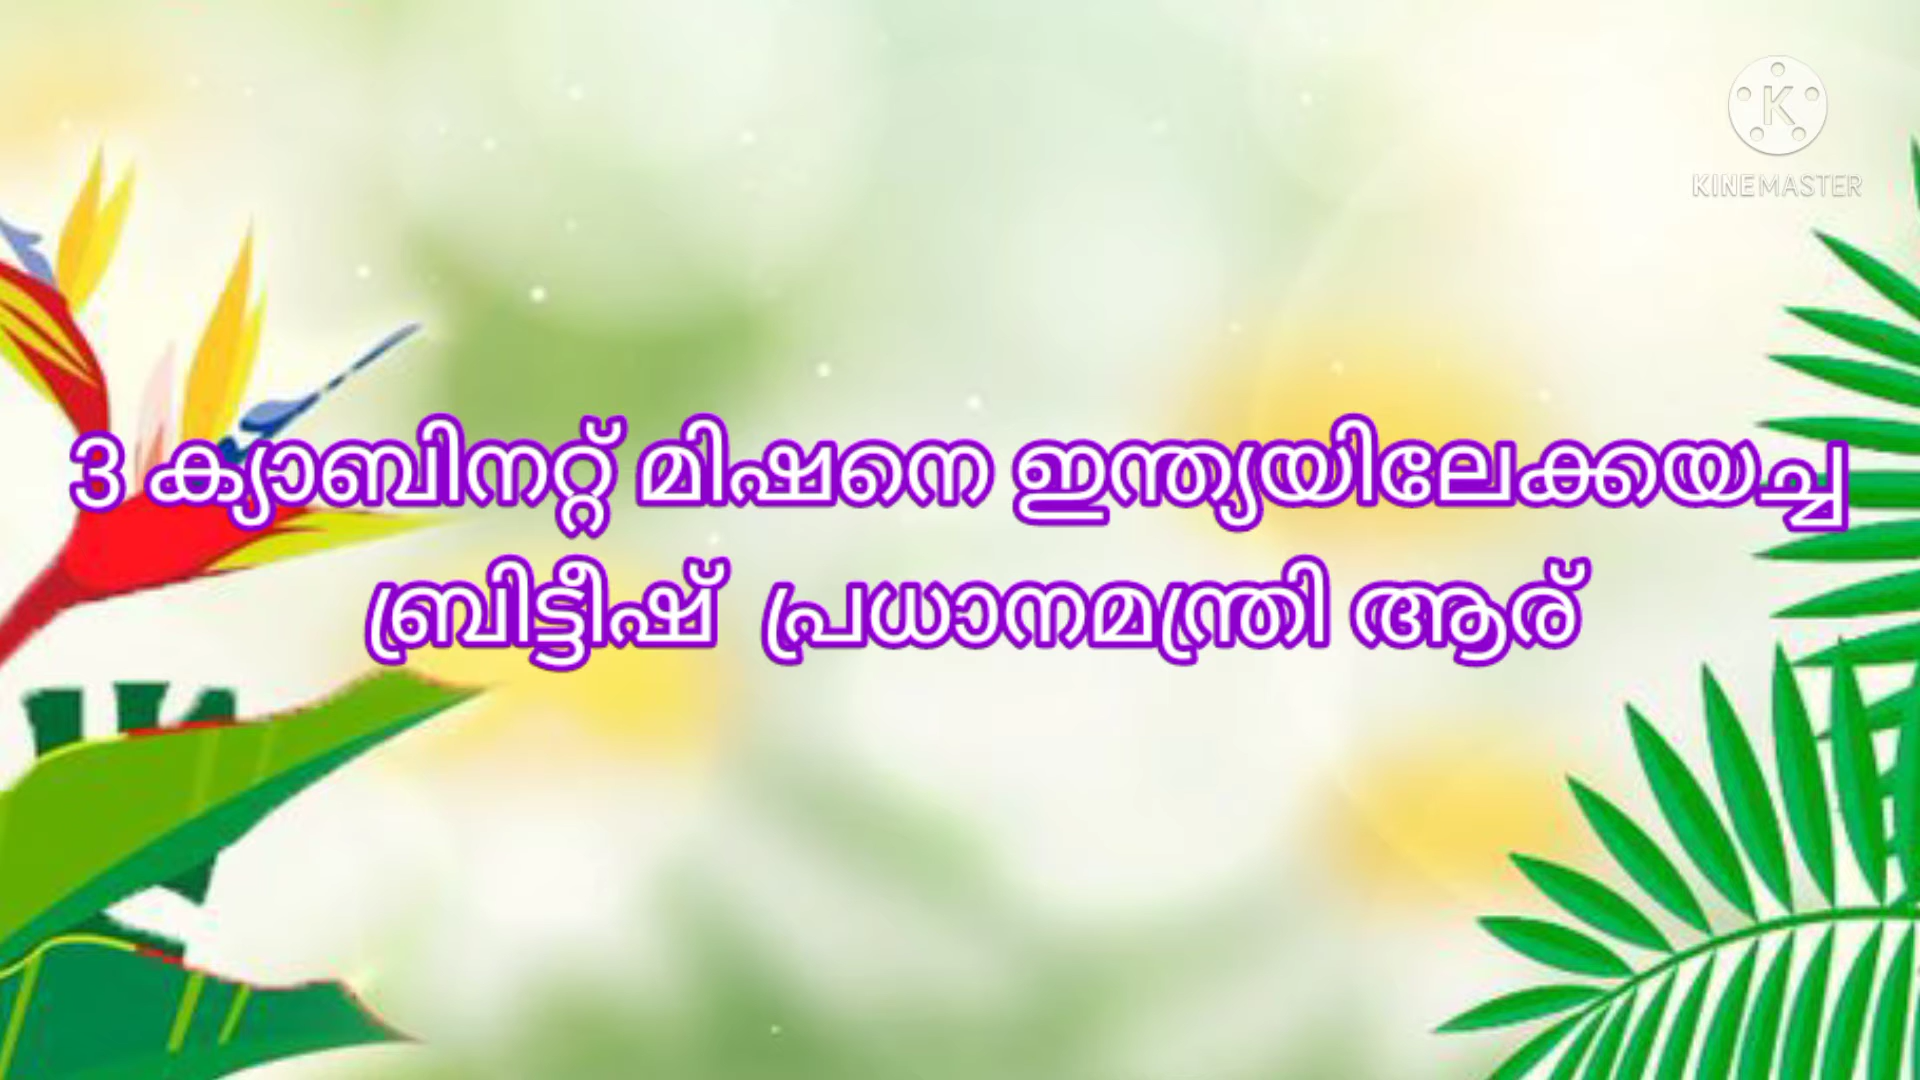 K
KINEMASTER
3 ക്യാബിനറ്റ് മിഷനെ ഇന്ത്യയിലേക്കയച്ച
ബ്രിട്ടീഷ് പ്രധാനമന്ത്രി ആര്